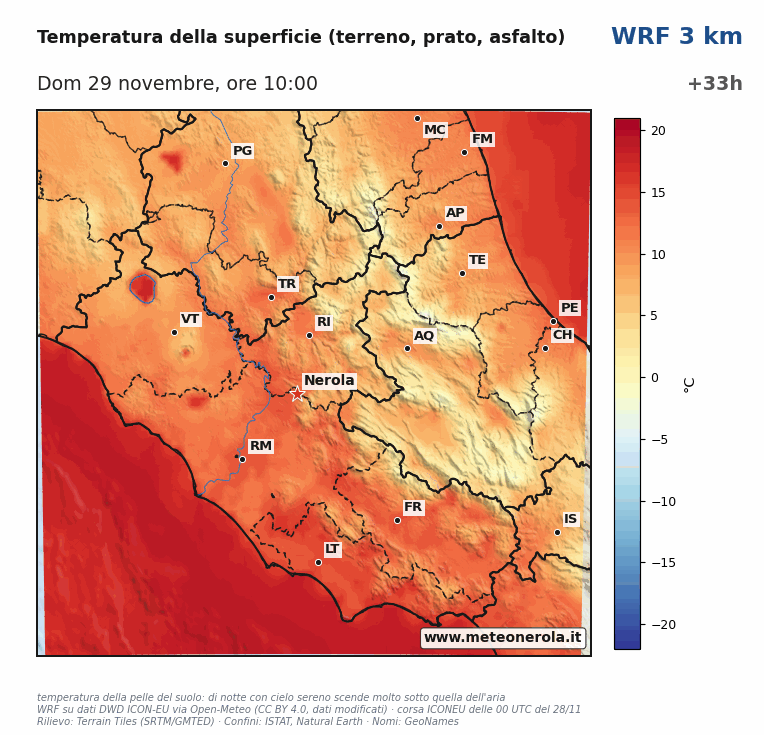 Temperatura della superficie (terreno, prato, asfalto)
WRF 3 km
Dom 29 novembre, ore 10:00
+33h
MC
FM
PG
AP
TE
TR
PE
VT
RI
CH
AQ
Nerola
RM
FR
IS
LT
www.meteonerola.it
20
15
10
5
0
−5
−10
−15
−20
°C
temperatura della pelle del suolo: di notte con cielo sereno scende molto sotto quella dell'aria
WRF su dati DWD ICON-EU via Open-Meteo (CC BY 4.0, dati modificati) · corsa ICONEU delle 00 UTC del 28/11
Rilievo: Terrain Tiles (SRTM/GMTED) · Confini: ISTAT, Natural Earth · Nomi: GeoNames